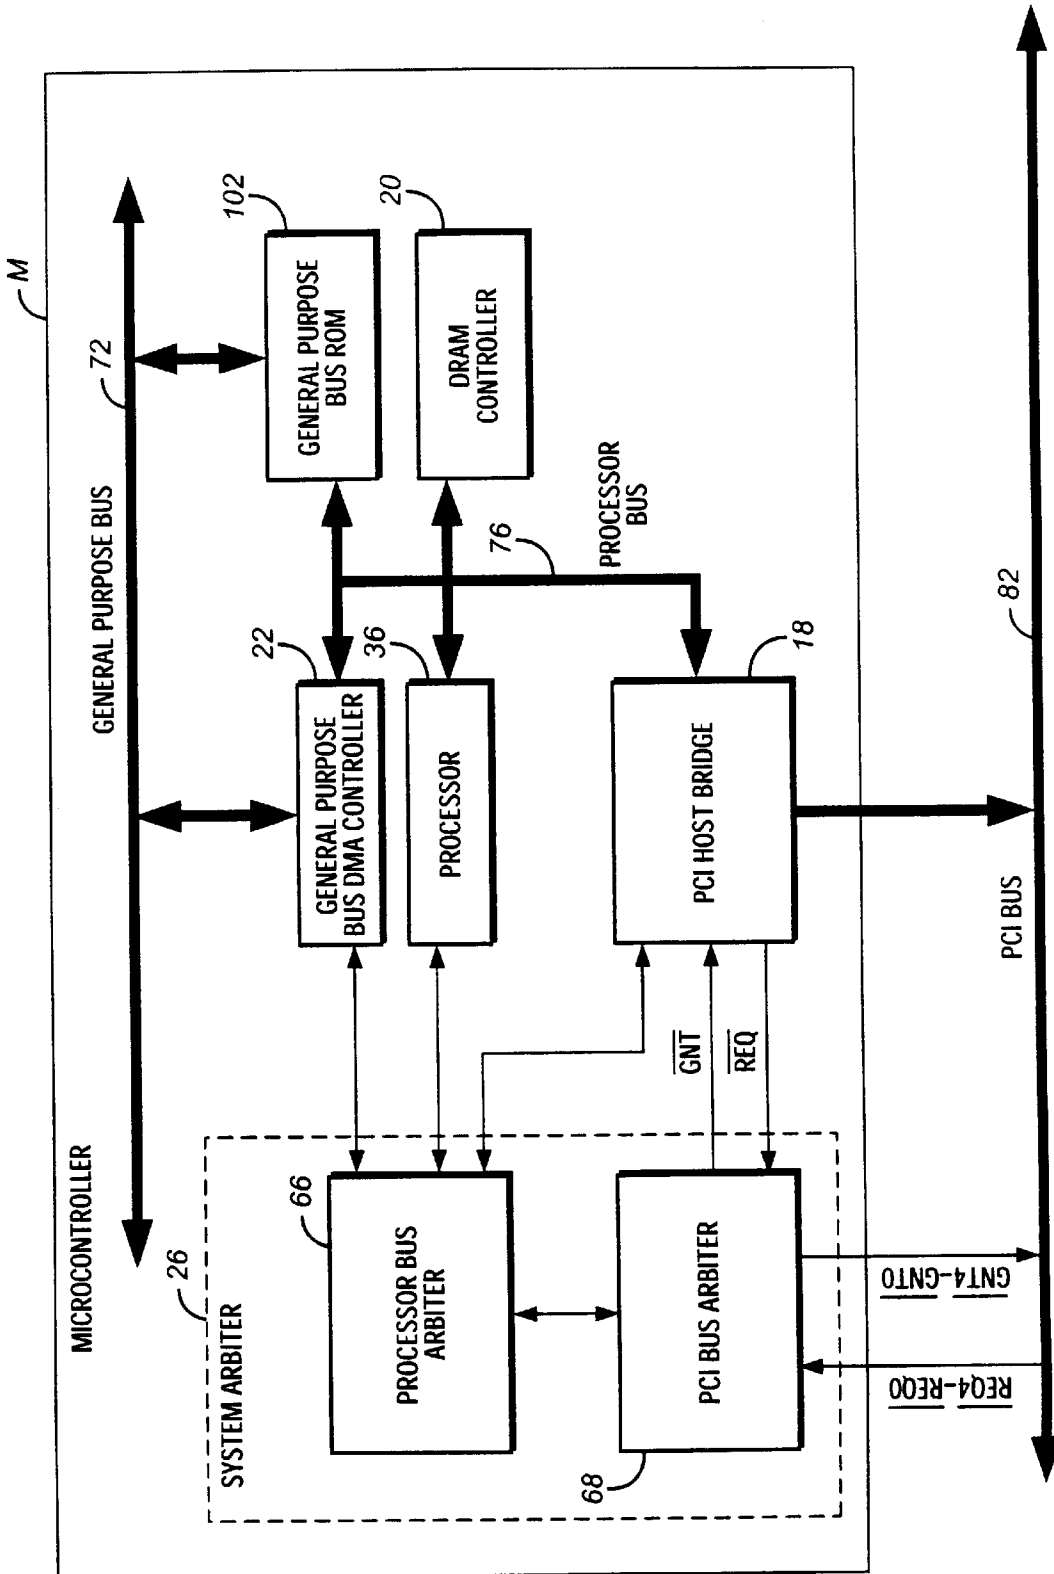 M
MICROCONTROLLER
GENERAL PURPOSE BUS
72
26
SYSTEM ARBITER
66
PROCESSOR BUS
ARBITER
22
GENERAL PURPOSE
BUS DMA CONTROLLER
102
GENERAL PURPOSE
BUS ROM
36
PROCESSOR
20
DRAM
CONTROLLER
76
PROCESSOR
BUS
68
PCI BUS ARBITER
GNT
REQ
18
PCI HOST BRIDGE
REQ4-REQ0
GNT4-GNT0
PCI BUS
82